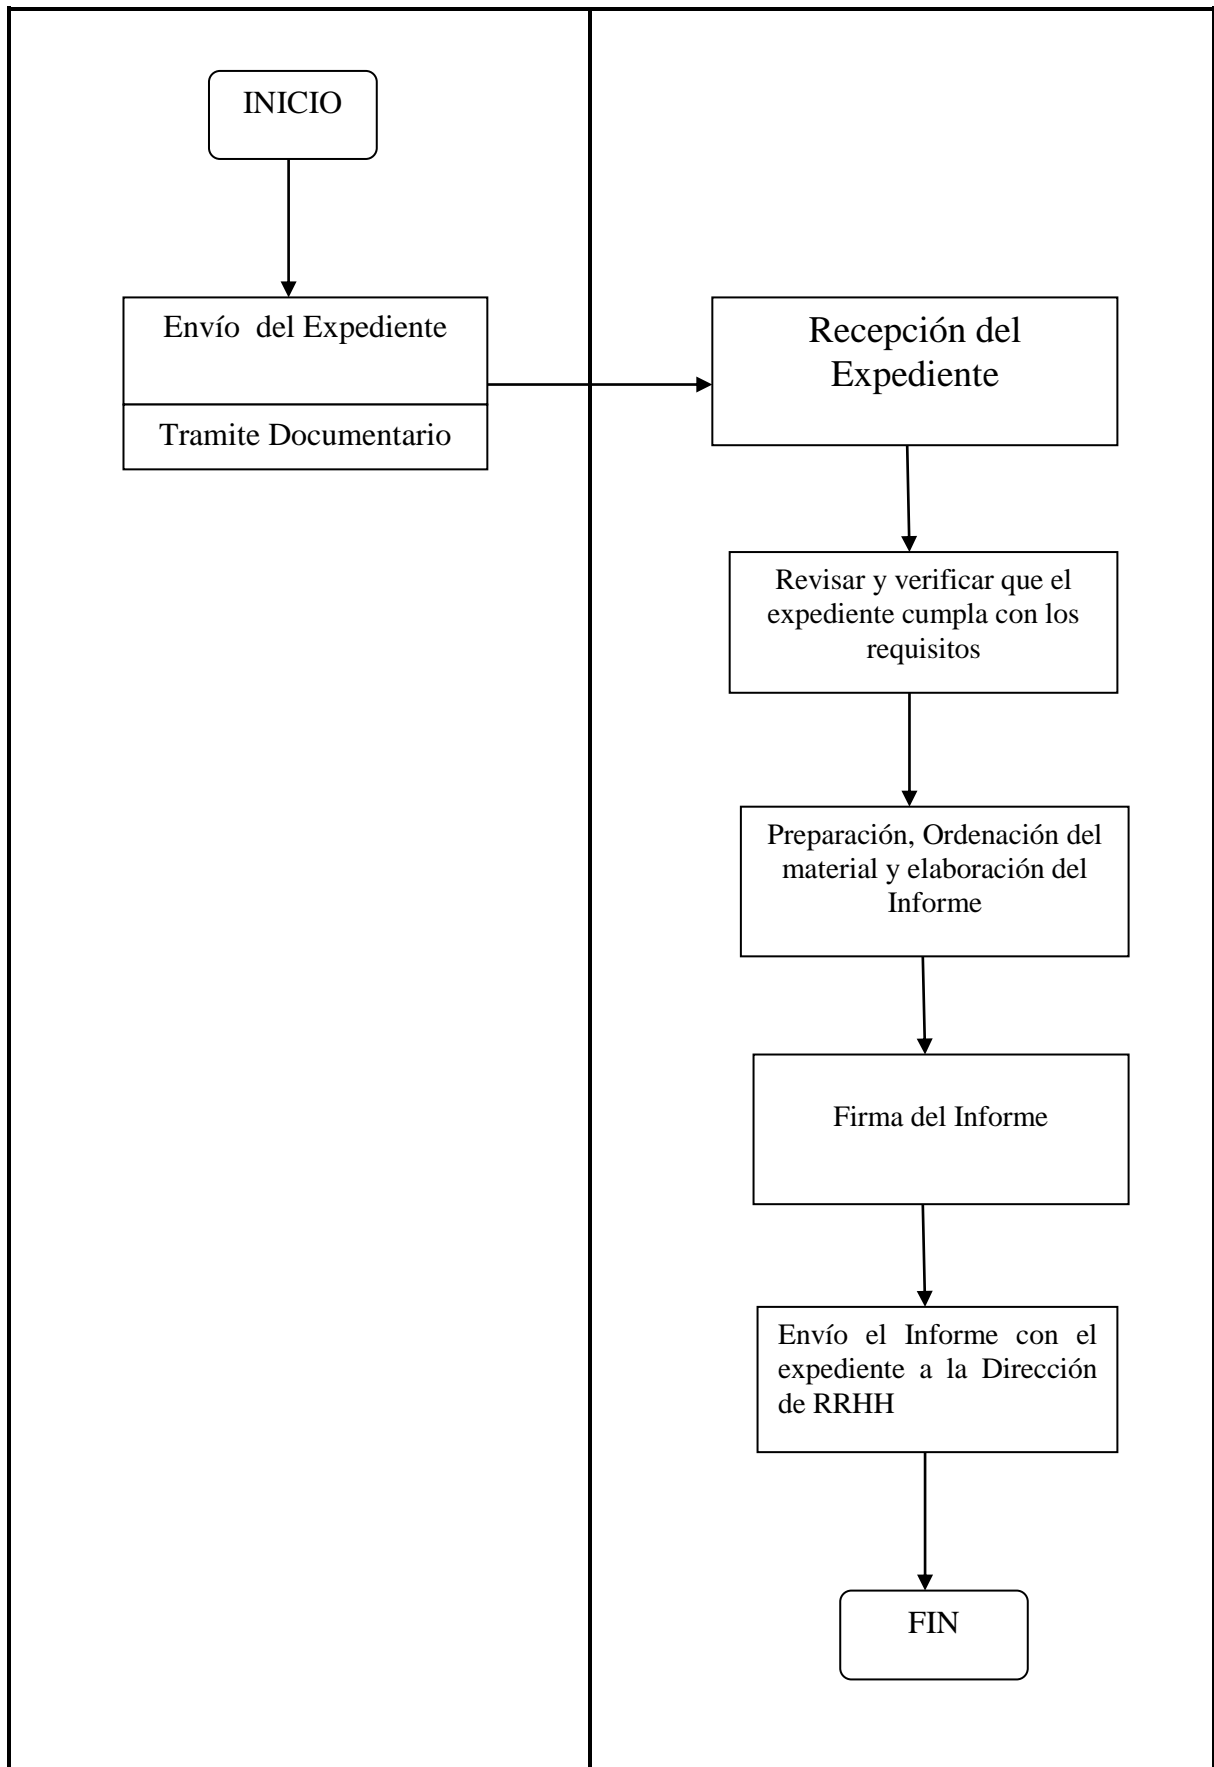 INICIO
Envío del Expediente
Tramite Documentario
Recepción del
Expediente
Revisar y verificar que el
expediente cumpla con los
requisitos
Preparación, Ordenación del
material y elaboración del
Informe
Firma del Informe
Envío el Informe con el
expediente a la Dirección
de RRHH
FIN